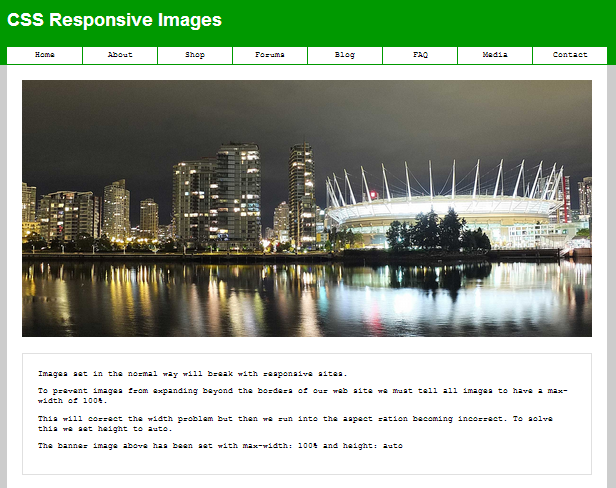 CSS Responsive Images
Home About Shop Forums Blog FAQ Media Contact
Images set in the normal way will break with responsive sites.
To prevent images from expanding beyond the borders of our web site we must tell all images to have a max-
width of 100%.
This will correct the width problem but then we run into the aspect ration becoming incorrect. To solve
this we set height to auto.
The banner image above has been set with max-width: 100% and height: auto